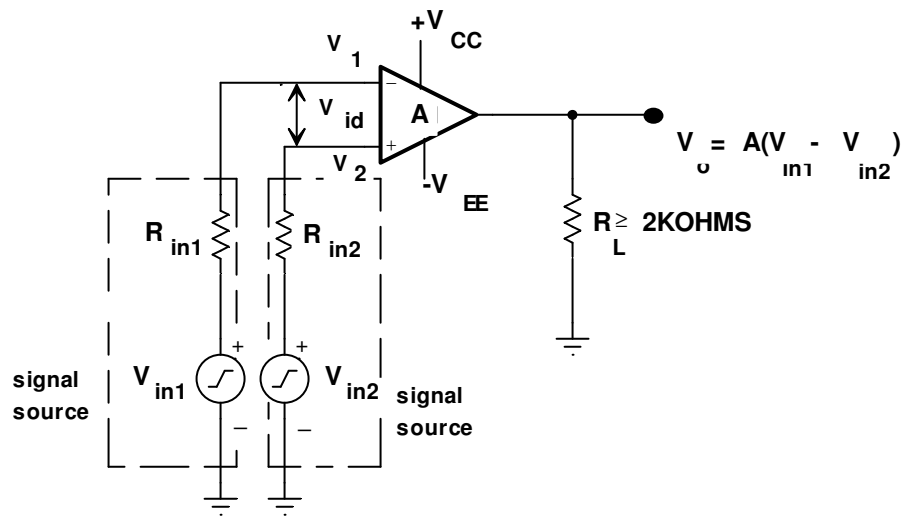 +V CC
V 1
−
V id
A
+
V 2
-V EE
V o = A(V in1 - V in2)
R in1
R in2
R L ≥ 2KOHMS
+
+
V in1
V in2
signal source
signal source
−
−